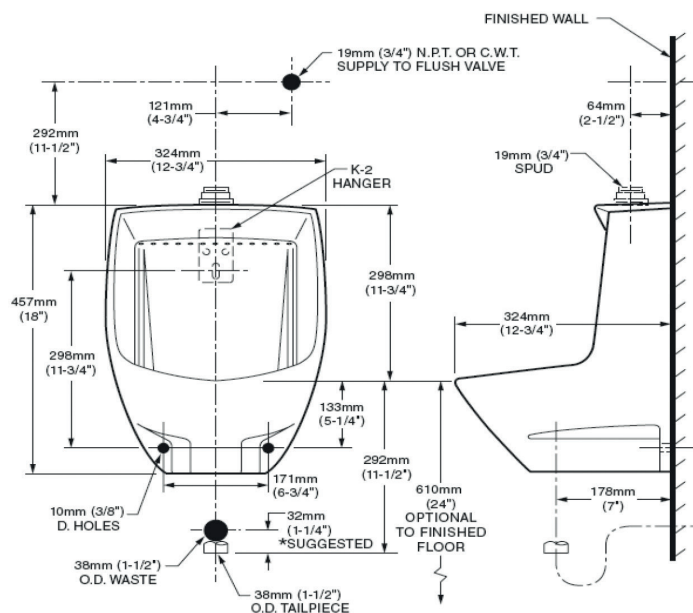 FINISHED WALL
19mm (3/4") N.P.T. OR C.W.T.
SUPPLY TO FLUSH VALVE
121mm
(4-3/4")
64mm
(2-1/2")
292mm
(11-1/2")
324mm
(12-3/4")
K-2
HANGER
19mm (3/4")
SPUD
298mm
(11-3/4")
457mm
(18")
324mm
(12-3/4")
298mm
(11-3/4")
133mm
(5-1/4")
292mm
(11-1/2"
171mm
(6-3/4")
10mm (3/8")
D. HOLES
610mm
(24")
OPTIONAL
TO FINISHED
FLOOR
178mm
(7")
32mm
(1-1/4")
*SUGGESTED
38mm (1-1/2")
O.D. WASTE
38mm (1-1/2")
O.D. TAILPIECE